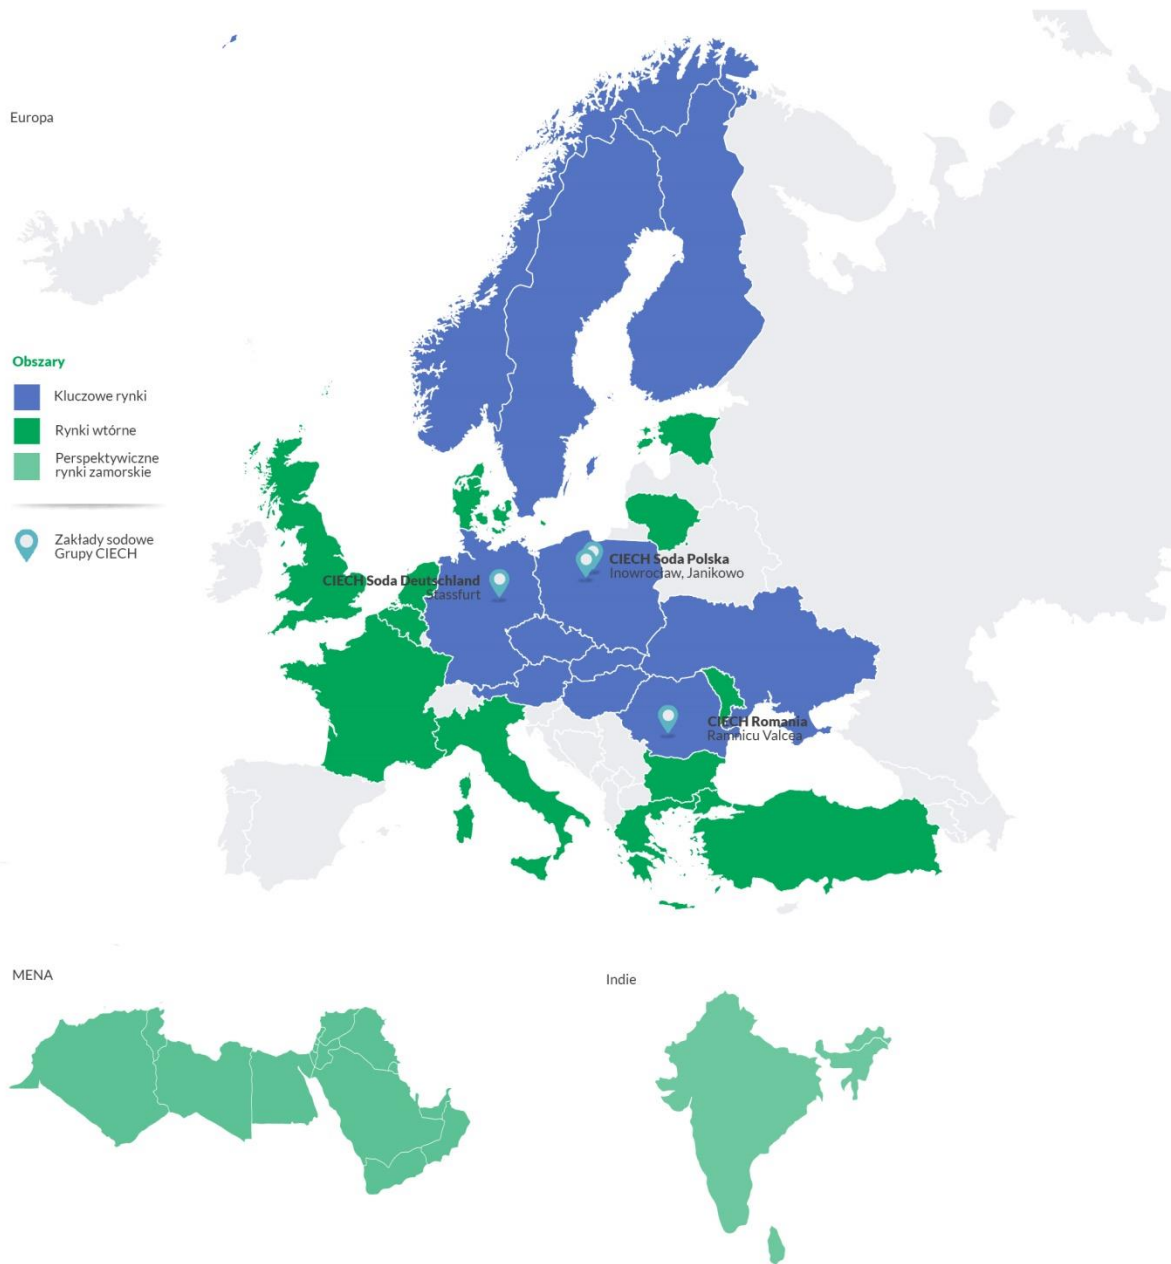 Europa
Obszary
Kluczowe rynki
Rynki wtórne
Perspektywiczne
rynki zamorskie
Zakłady sodowe
Grupy CIECH
CIECH Soda Polska
Inowrocław, Janikowo
CIECH Soda Deutschland
Stassfurt
CIECH Romania
Ramnicu Valcea
MENA
Indie